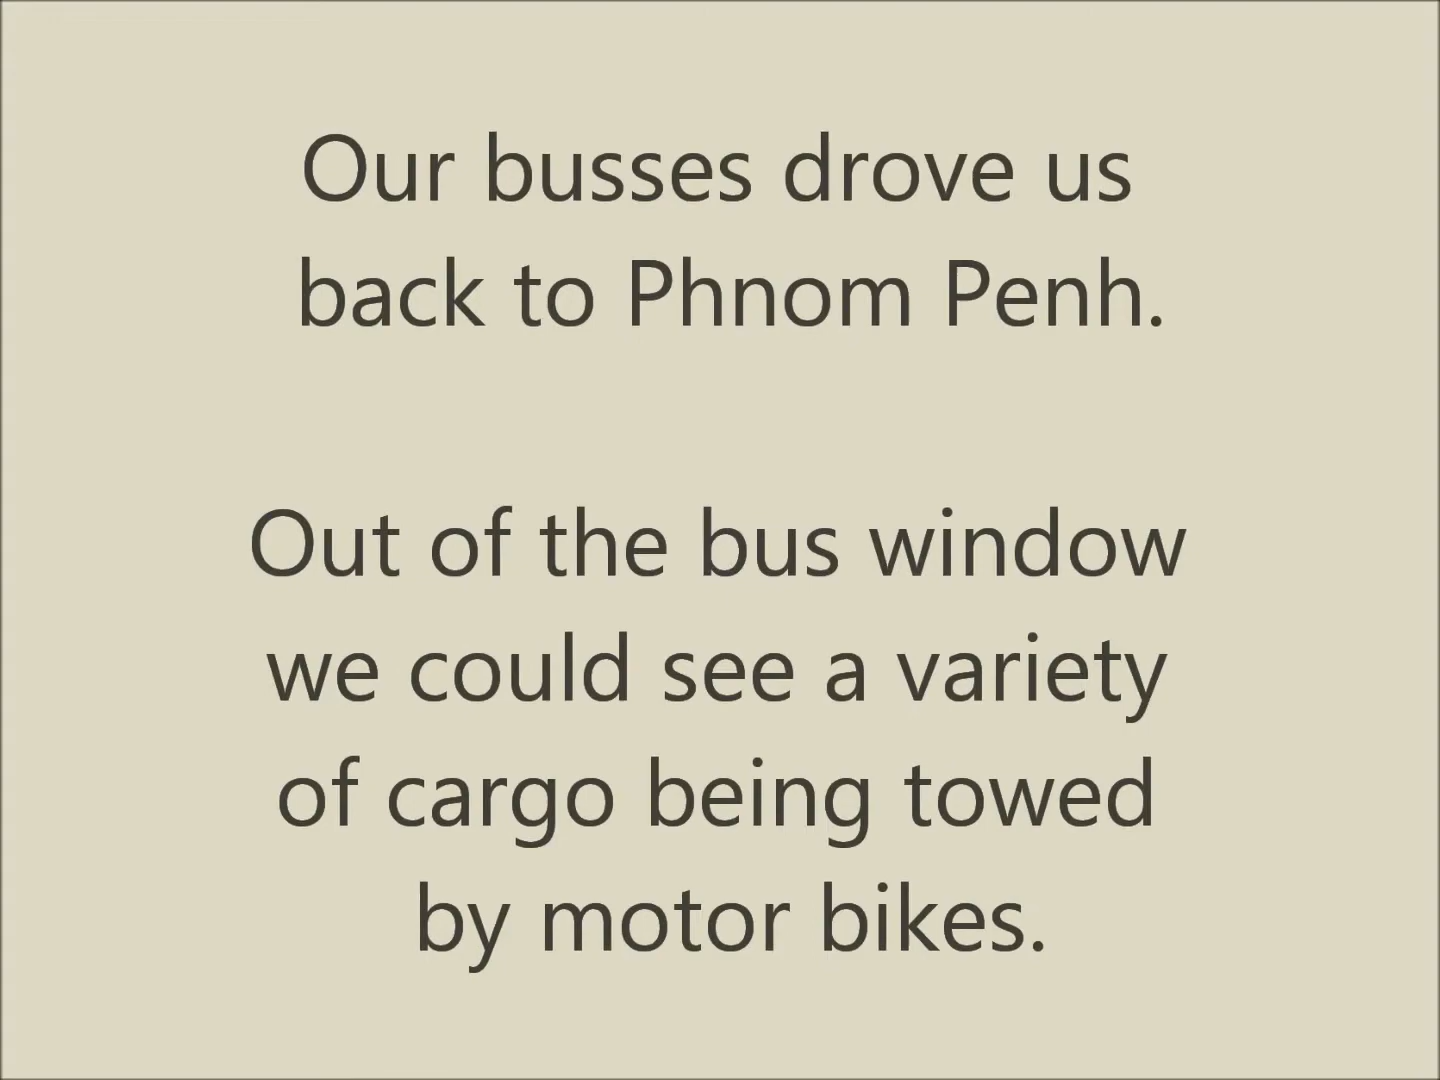 Our busses drove us
back to Phnom Penh.
Out of the bus window
we could see a variety
of cargo being towed
by motor bikes.